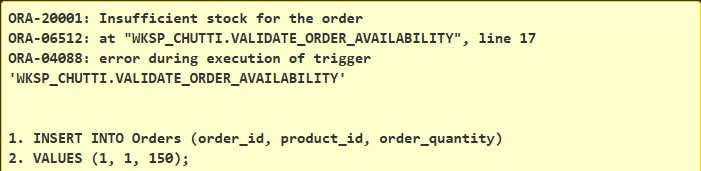 ORA-20001: Insufficient stock for the order
ORA-06512: at "WKSP_CHUTTI.VALIDATE_ORDER_AVAILABILITY", line 17
ORA-04088: error during execution of trigger
'WKSP_CHUTTI.VALIDATE_ORDER_AVAILABILITY'
1. INSERT INTO Orders (order_id, product_id, order_quantity)
2. VALUES (1, 1, 150);